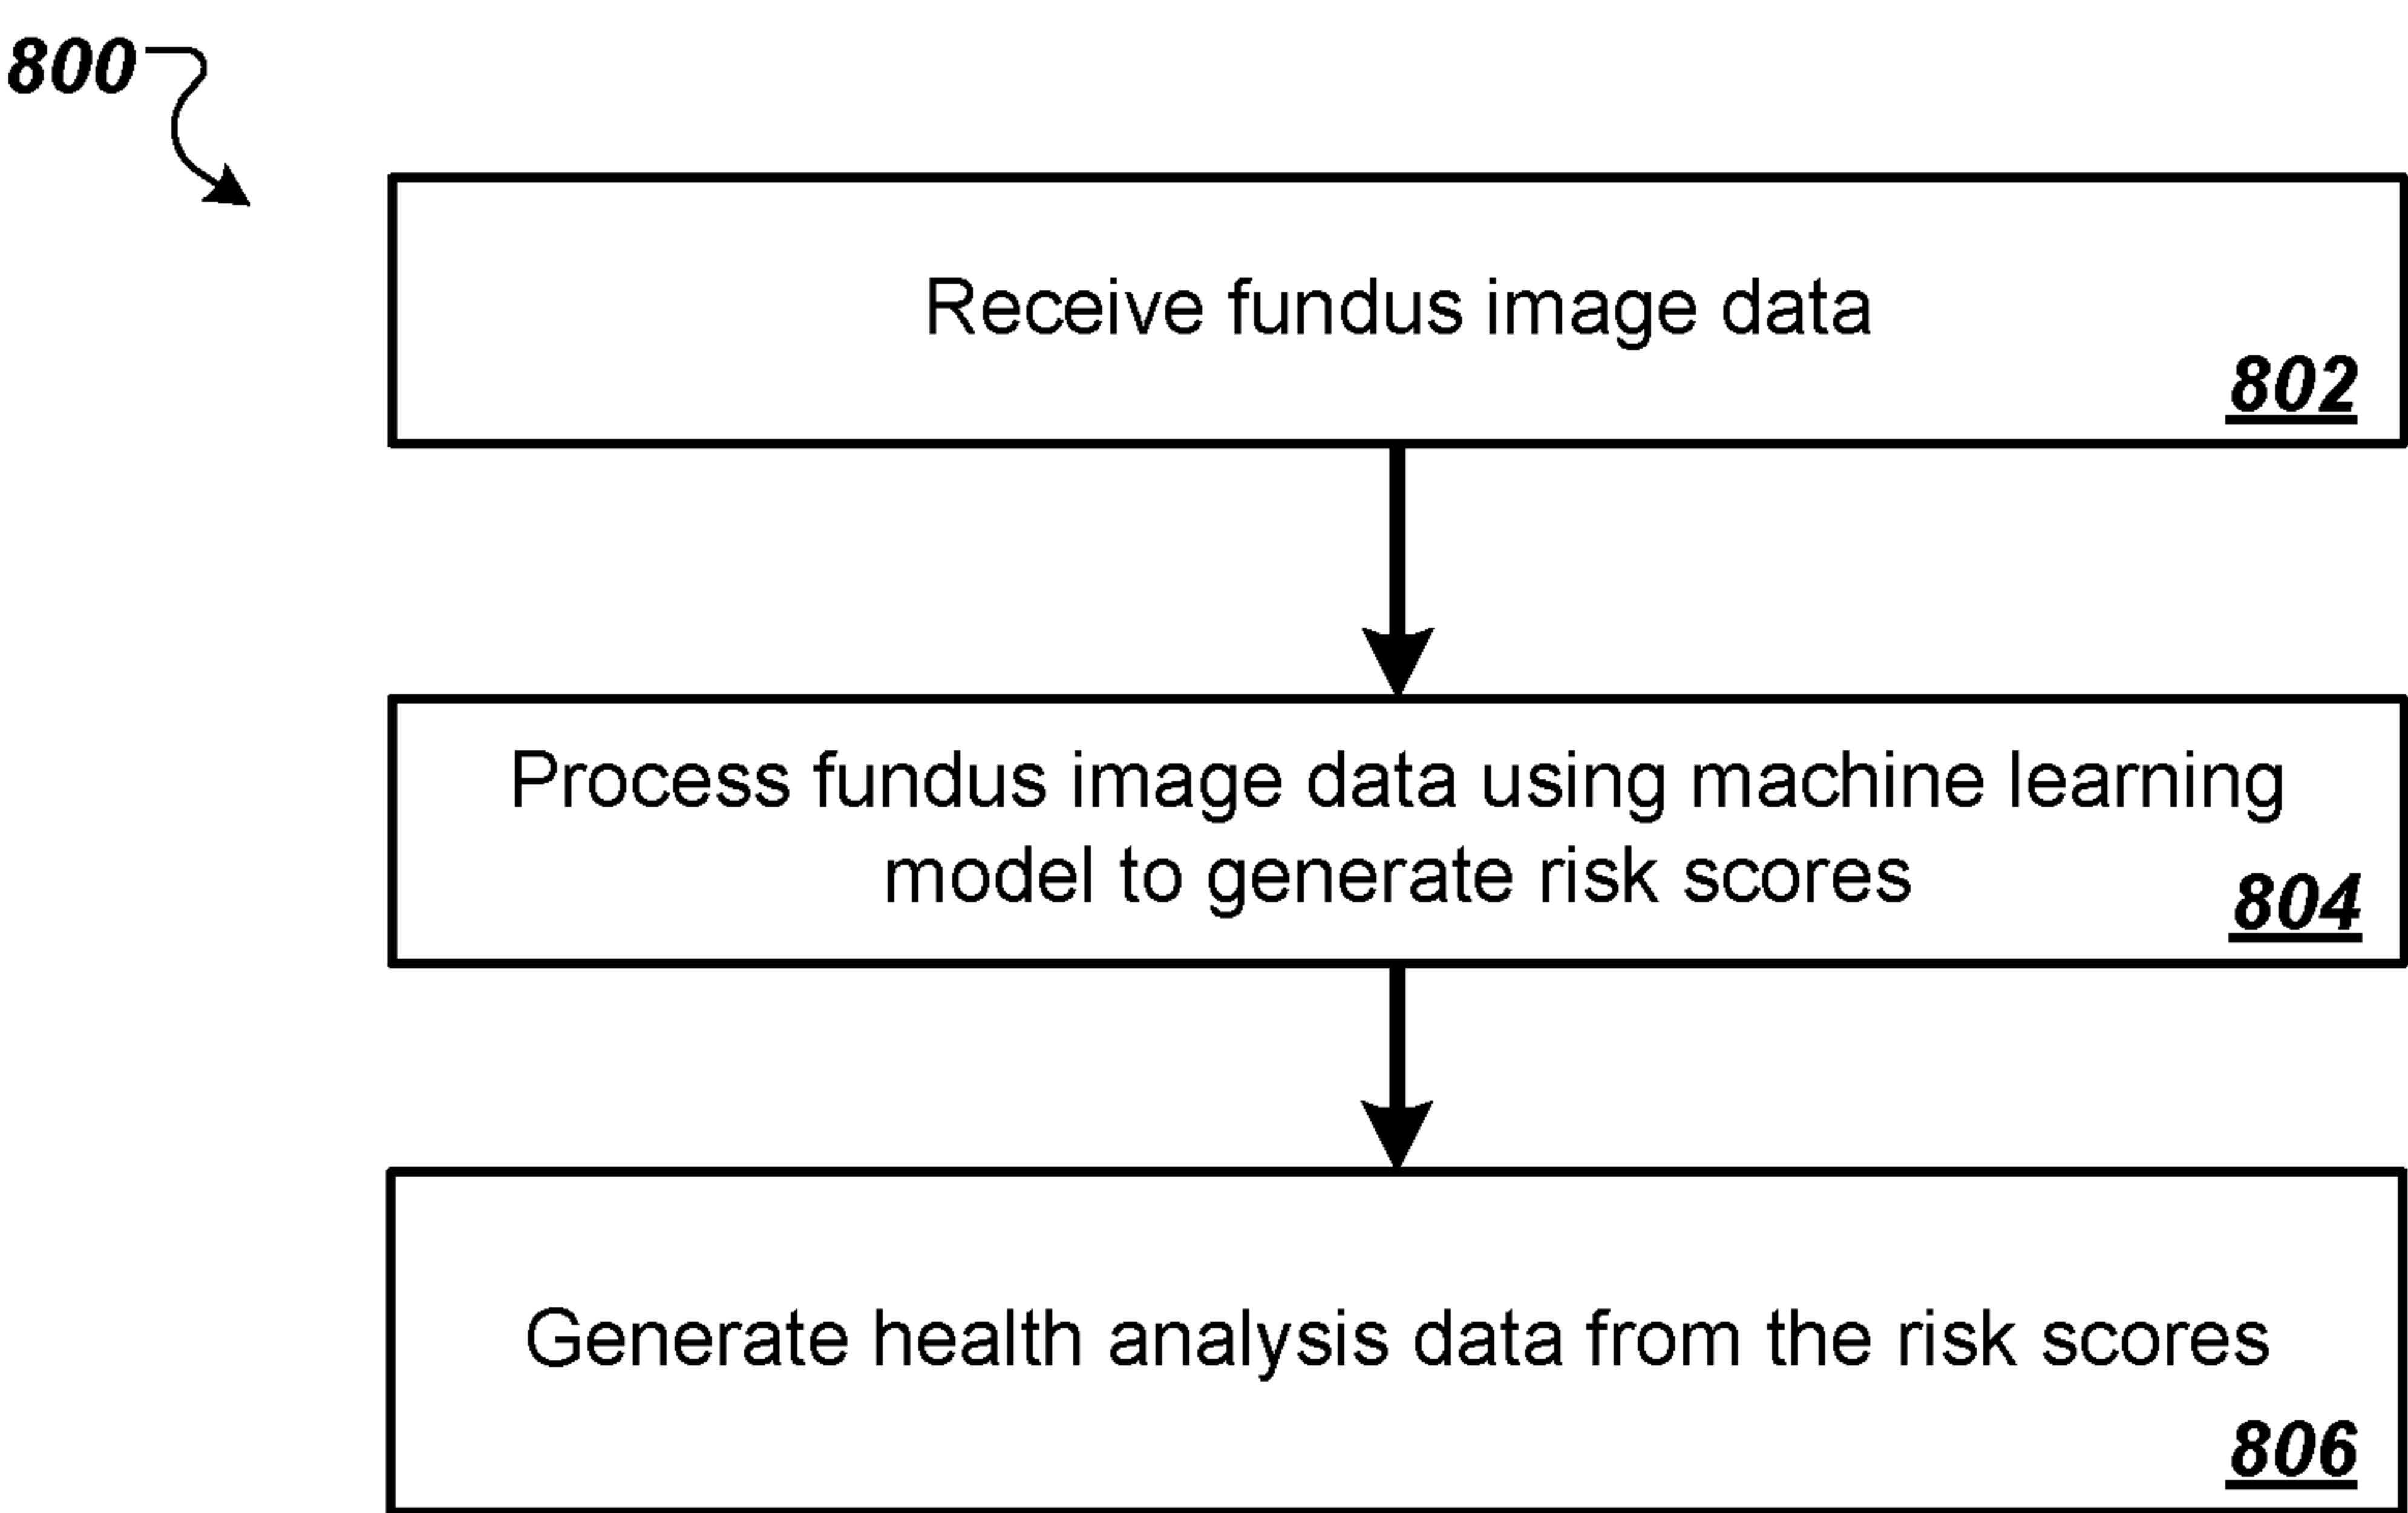 800
Receive fundus image data
802
Process fundus image data using machine learning
model to generate risk scores
804
Generate health analysis data from the risk scores
806